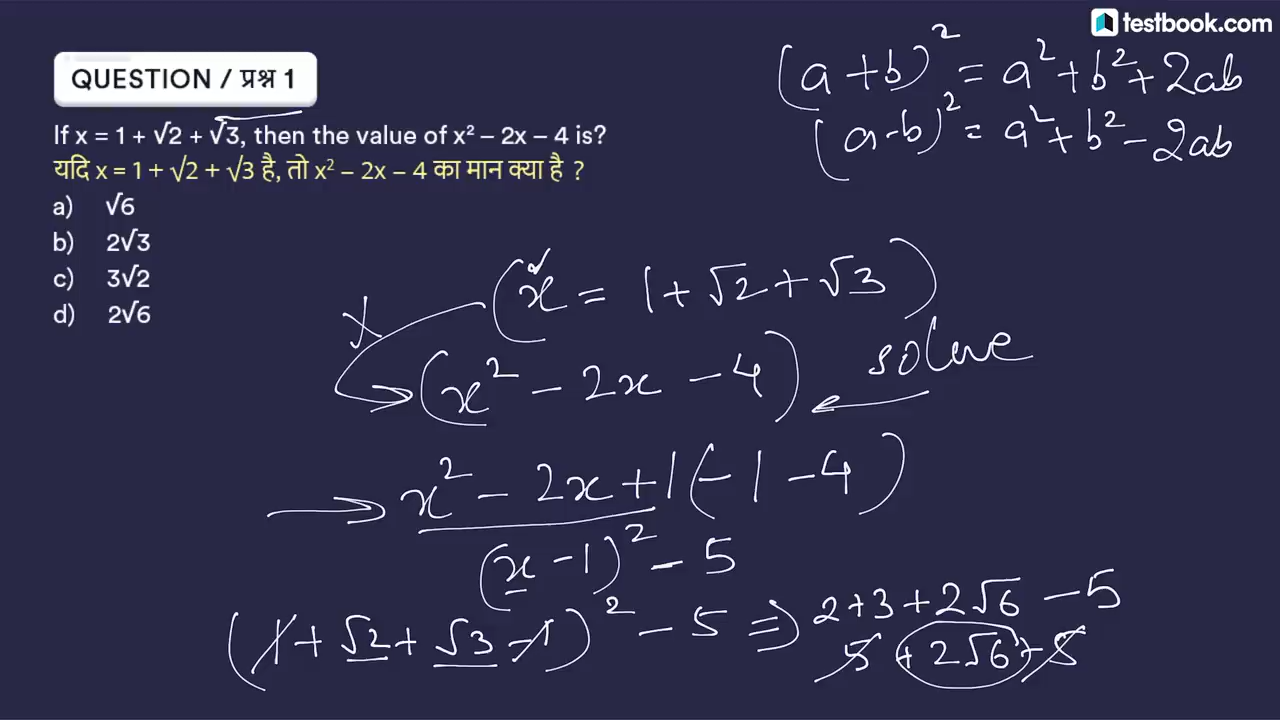 testbook.com
(a + b)² = a² + b² + 2ab
(a - b)² = a² + b² - 2ab
QUESTION / प्रश्न 1
If x = 1 + √2 + √3, then the value of x² – 2x – 4 is?
यदि x = 1 + √2 + √3 है, तो x² – 2x – 4 का मान क्या है ?
a) √6
b) 2√3
c) 3√2
d) 2√6
(x = 1 + √2 + √3)
(x² - 2x - 4) solve
x² - 2x + 1 (- 1 - 4)
(x - 1)² - 5
(1 + √2 + √3 - 1)² - 5 ⇒ 2 + 3 + 2√6 - 5
5 + 2√6 - 5